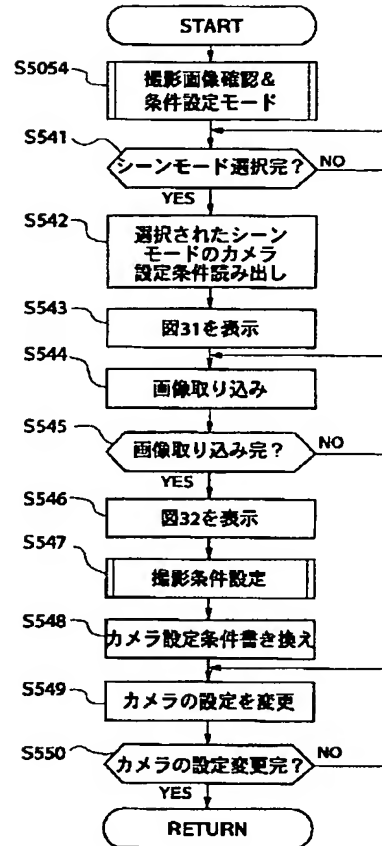 START
S5054
撮影画像確認&
条件設定モード
S541
シーンモード選択完?
NO
YES
S542
選択されたシーン
モードのカメラ
設定条件読み出し
S543
図31を表示
S544
画像取り込み
S545
画像取り込み完?
NO
YES
S546
図32を表示
S547
撮影条件設定
S548
カメラ設定条件書き換え
S549
カメラの設定を変更
S550
カメラの設定変更完?
NO
YES
RETURN